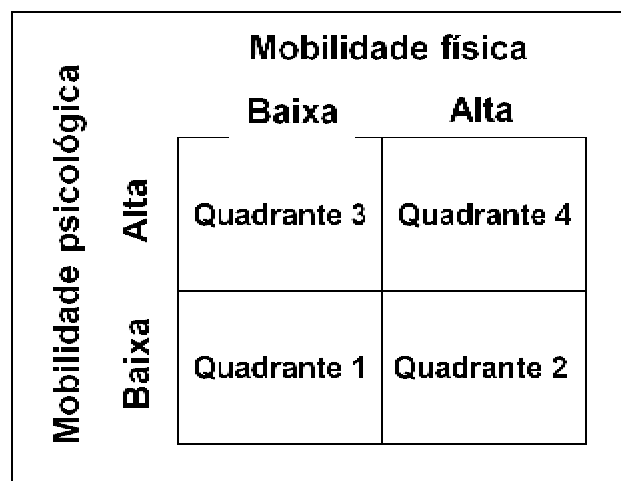 Mobilidade física
Baixa Alta
Mobilidade psicológica
Alta
Quadrante 3 Quadrante 4
Baixa
Quadrante 1 Quadrante 2